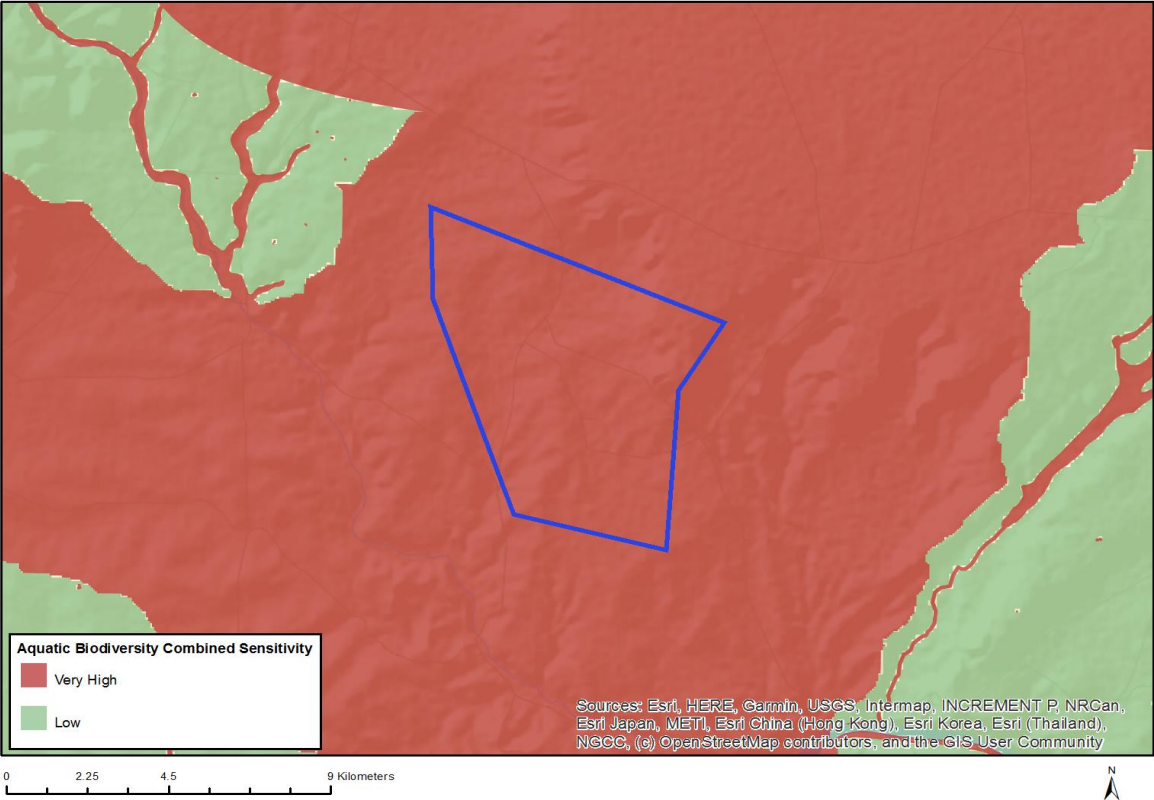 Aquatic Biodiversity Combined Sensitivity
Very High
Low
Sources: Esri, HERE, Garmin, USGS, Intermap, INCREMENT P, NRCan,
Esri Japan, METI, Esri China (Hong Kong), Esri Korea, Esri (Thailand),
NGCC, (c) OpenStreetMap contributors, and the GIS User Community
0 2.25 4.5 9 Kilometers
N